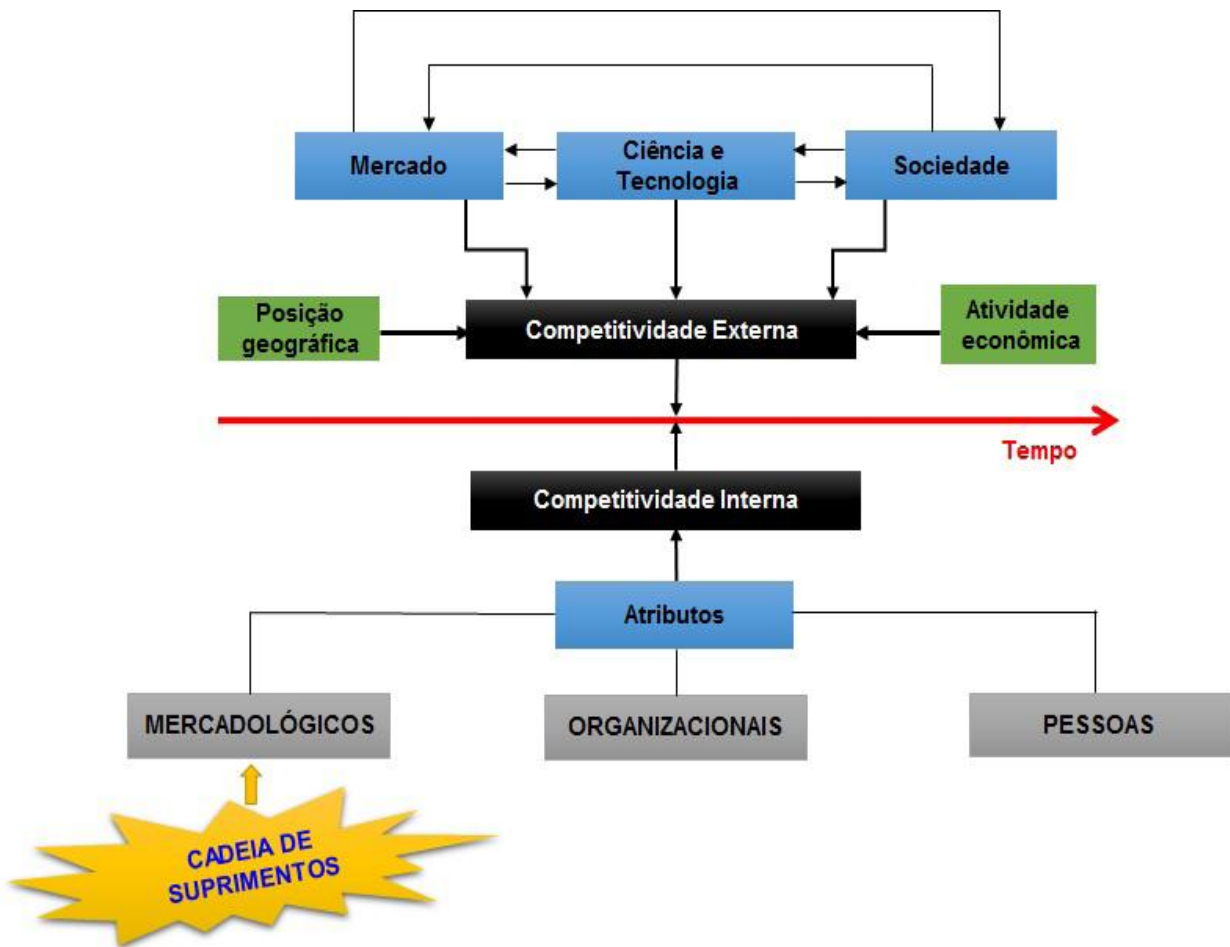 Mercado
Ciência e
Tecnologia
Sociedade
Posição
geográfica
Competitividade Externa
Atividade
econômica
Tempo
Competitividade Interna
Atributos
MERCADOLÓGICOS
ORGANIZACIONAIS
PESSOAS
CADEIA DE
SUPRIMENTOS